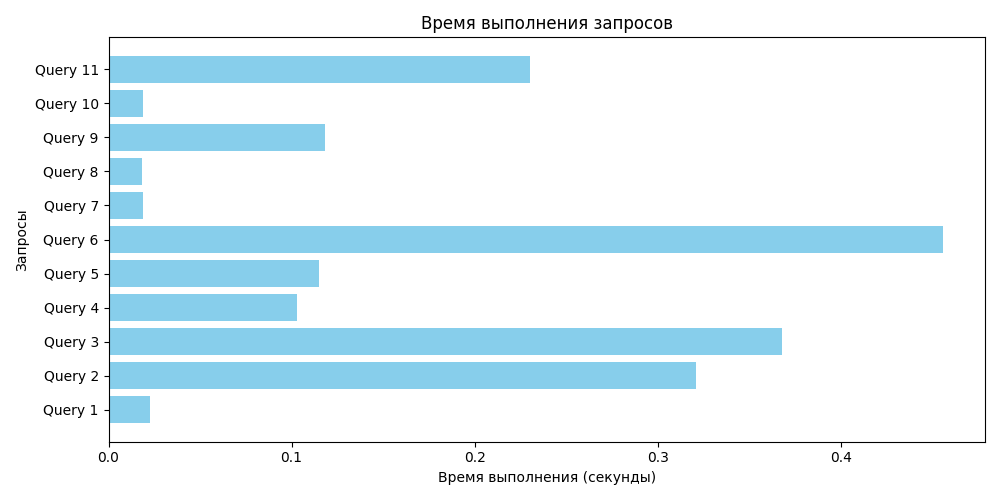 Время выполнения запросов
Запросы
Query 11
Query 10
Query 9
Query 8
Query 7
Query 6
Query 5
Query 4
Query 3
Query 2
Query 1
0.0 0.1 0.2 0.3 0.4
Время выполнения (секунды)